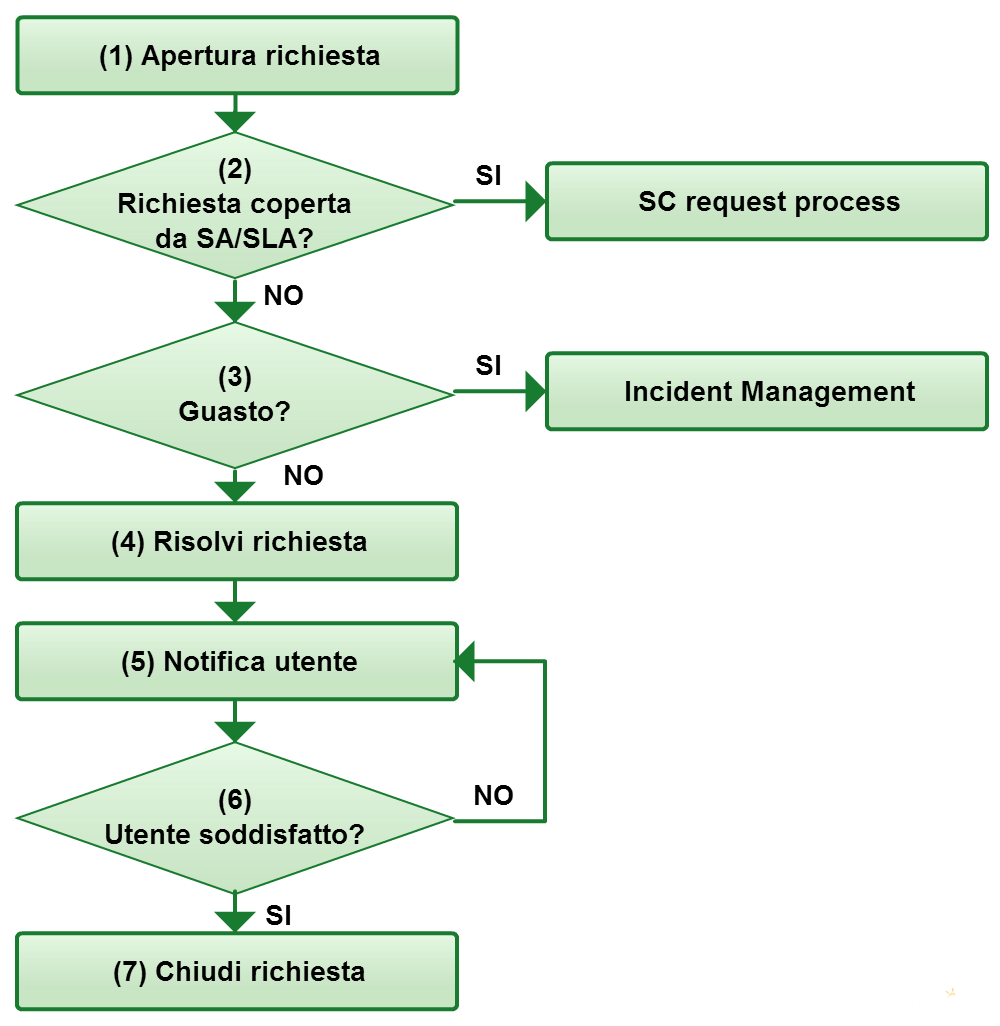 (1) Apertura richiesta
(2)
Richiesta coperta
da SA/SLA?
SI
SC request process
NO
(3)
Guasto?
SI
Incident Management
NO
(4) Risolvi richiesta
(5) Notifica utente
(6)
Utente soddisfatto?
NO
SI
(7) Chiudi richiesta